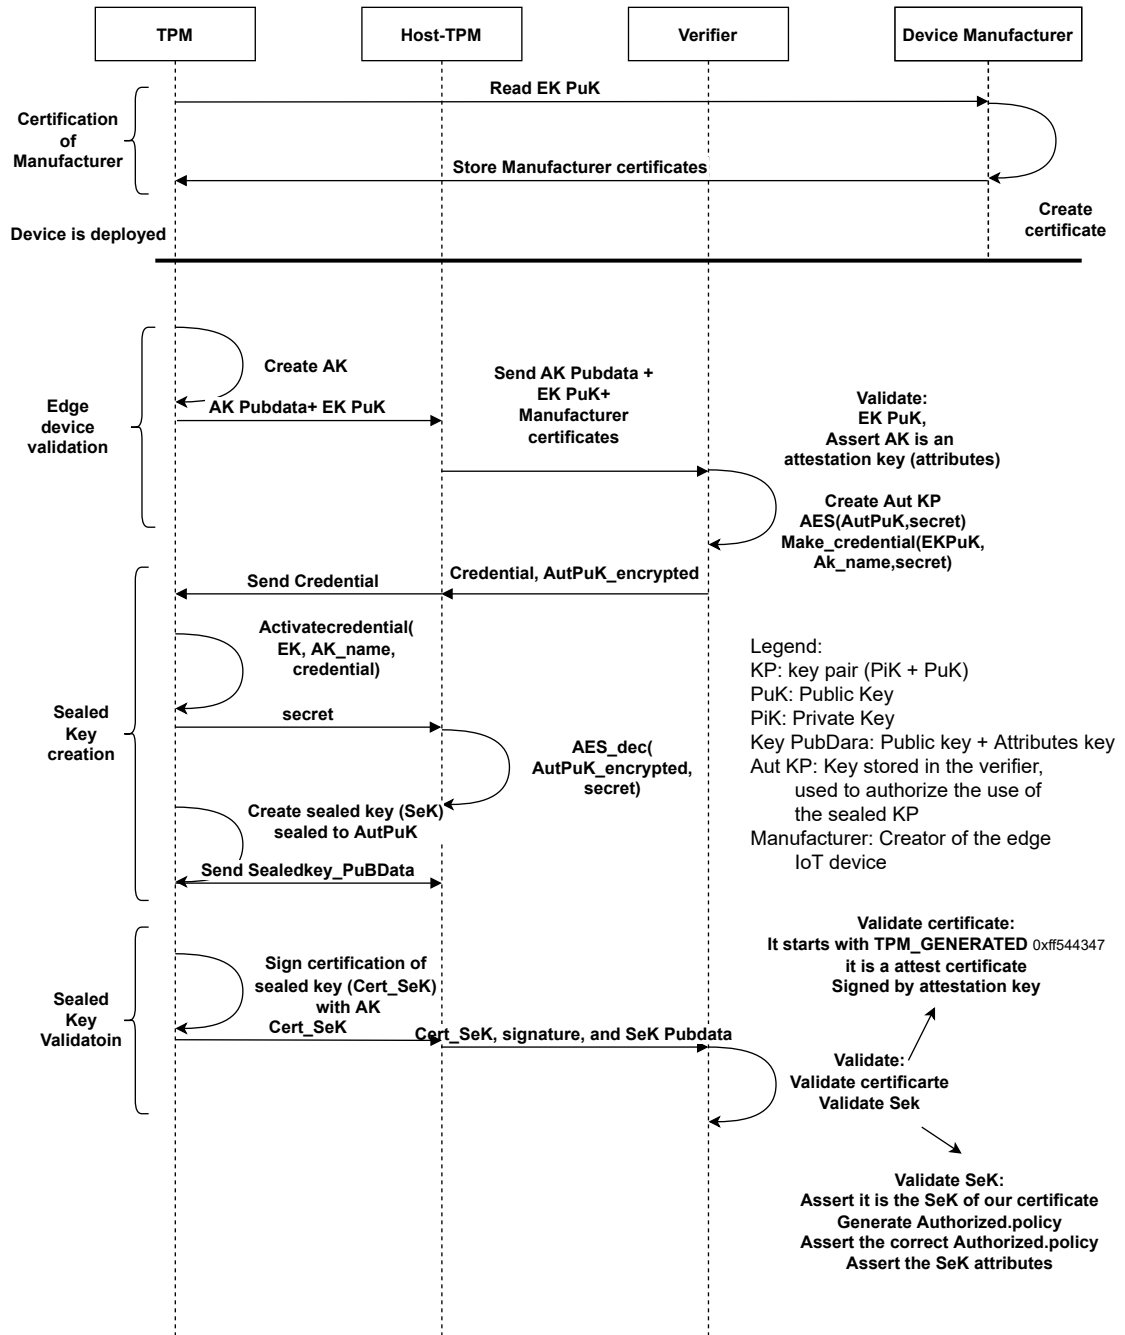 TPM
Host-TPM
Verifier
Device Manufacturer
Read EK PuK
Certification
of
Manufacturer
Store Manufacturer certificates
Create
certificate
Device is deployed
Create AK
AK Pubdata+ EK PuK
Edge
device
validation
Send AK Pubdata +
EK PuK+
Manufacturer
certificates
Validate:
EK PuK,
Assert AK is an
attestation key (attributes)
Create Aut KP
AES(AutPuK,secret)
Make_credential(EKPuK,
Ak_name,secret)
Credential, AutPuK_encrypted
Send Credential
Activatecredential(
EK, AK_name,
credential)
Sealed
Key
creation
secret
AES_dec(
AutPuK_encrypted,
secret)
Create sealed key (SeK)
sealed to AutPuK
Send Sealedkey_PuBData
Legend:
KP: key pair (PiK + PuK)
PuK: Public Key
PiK: Private Key
Key PubDara: Public key + Attributes key
Aut KP: Key stored in the verifier,
used to authorize the use of
the sealed KP
Manufacturer: Creator of the edge
IoT device
Sealed
Key
Validatoin
Sign certification of
sealed key (Cert_SeK)
with AK
Cert_SeK
Cert_SeK, signature, and SeK Pubdata
Validate certificate:
It starts with TPM_GENERATED 0xff544347
it is a attest certificate
Signed by attestation key
Validate:
Validate certificarte
Validate Sek
Validate SeK:
Assert it is the SeK of our certificate
Generate Authorized.policy
Assert the correct Authorized.policy
Assert the SeK attributes